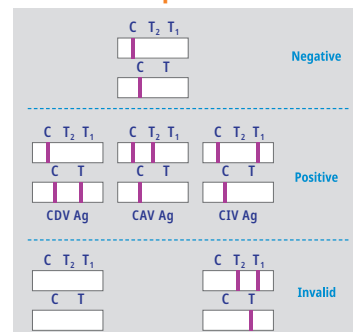 C T₂ T₁
C T
Negative
C T₂ T₁ C T₂ T₁ C T₂ T₁
C T C T C T
Positive
CDV Ag CAV Ag CIV Ag
C T₂ T₁ C T₂ T₁
C T C T
Invalid